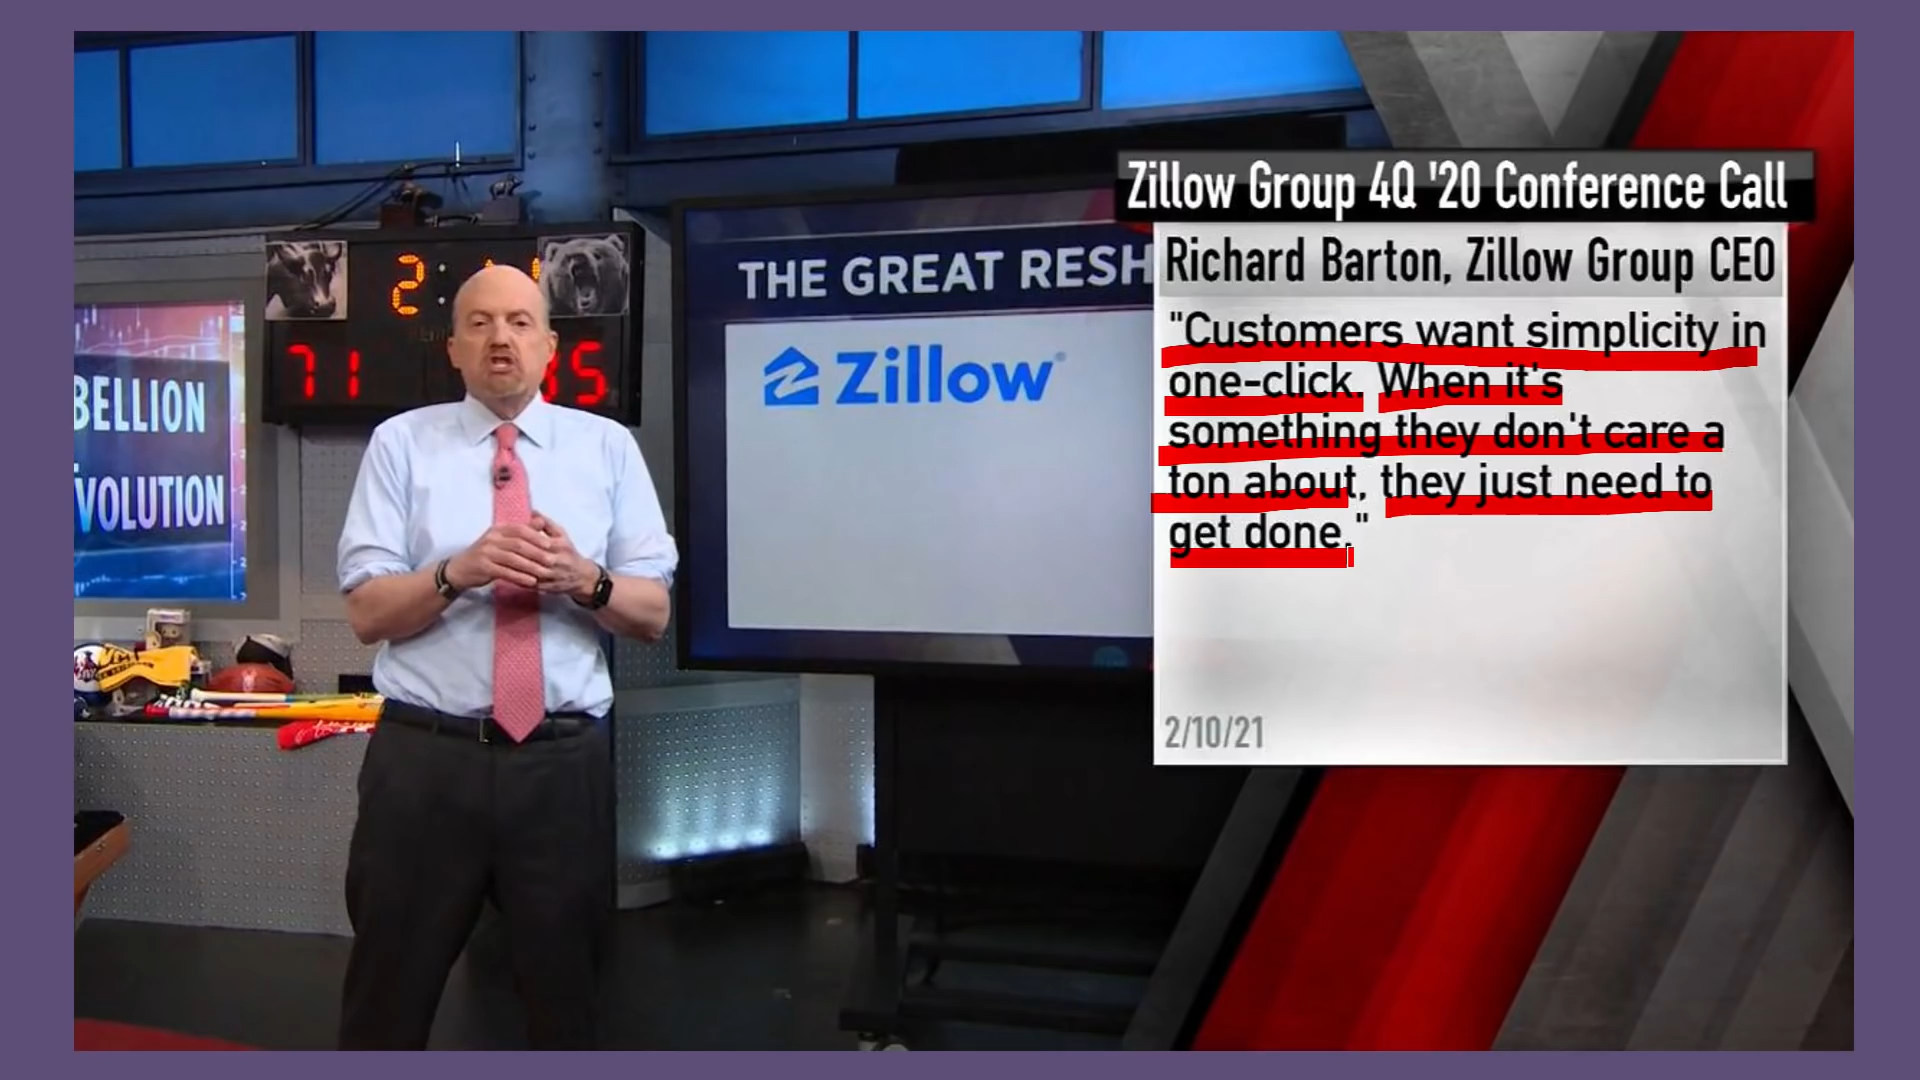 Zillow Group 4Q '20 Conference Call
Richard Barton, Zillow Group CEO
"Customers want simplicity in
one-click. When it's
something they don't care a
ton about, they just need to
get done."
2/10/21
THE GREAT RESH
Zillow
2:
71
35
BELLION
VOLUTION